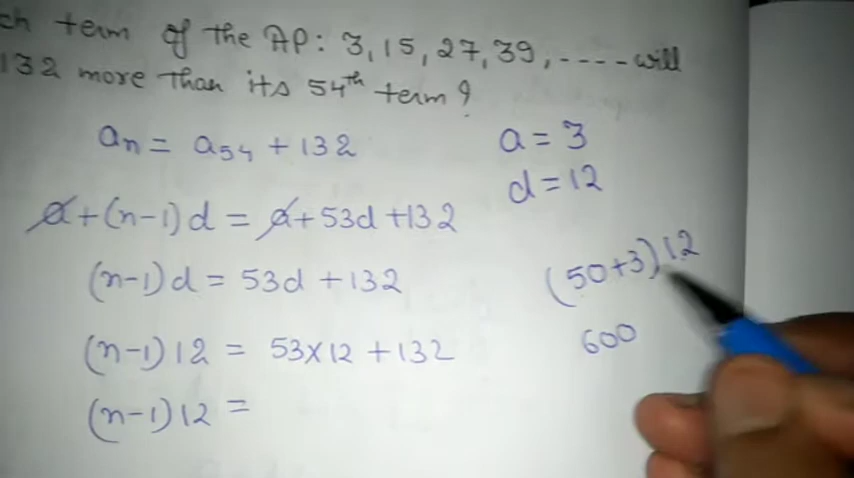 ch term of the AP: 3, 15, 27, 39, ---- will
132 more than its 54th term?
an = a54 + 132
a = 3
d = 12
a + (n-1)d = a + 53d + 132
(n-1)d = 53d + 132
(50+3)12
600
(n-1)12 = 53×12 + 132
(n-1)12 =